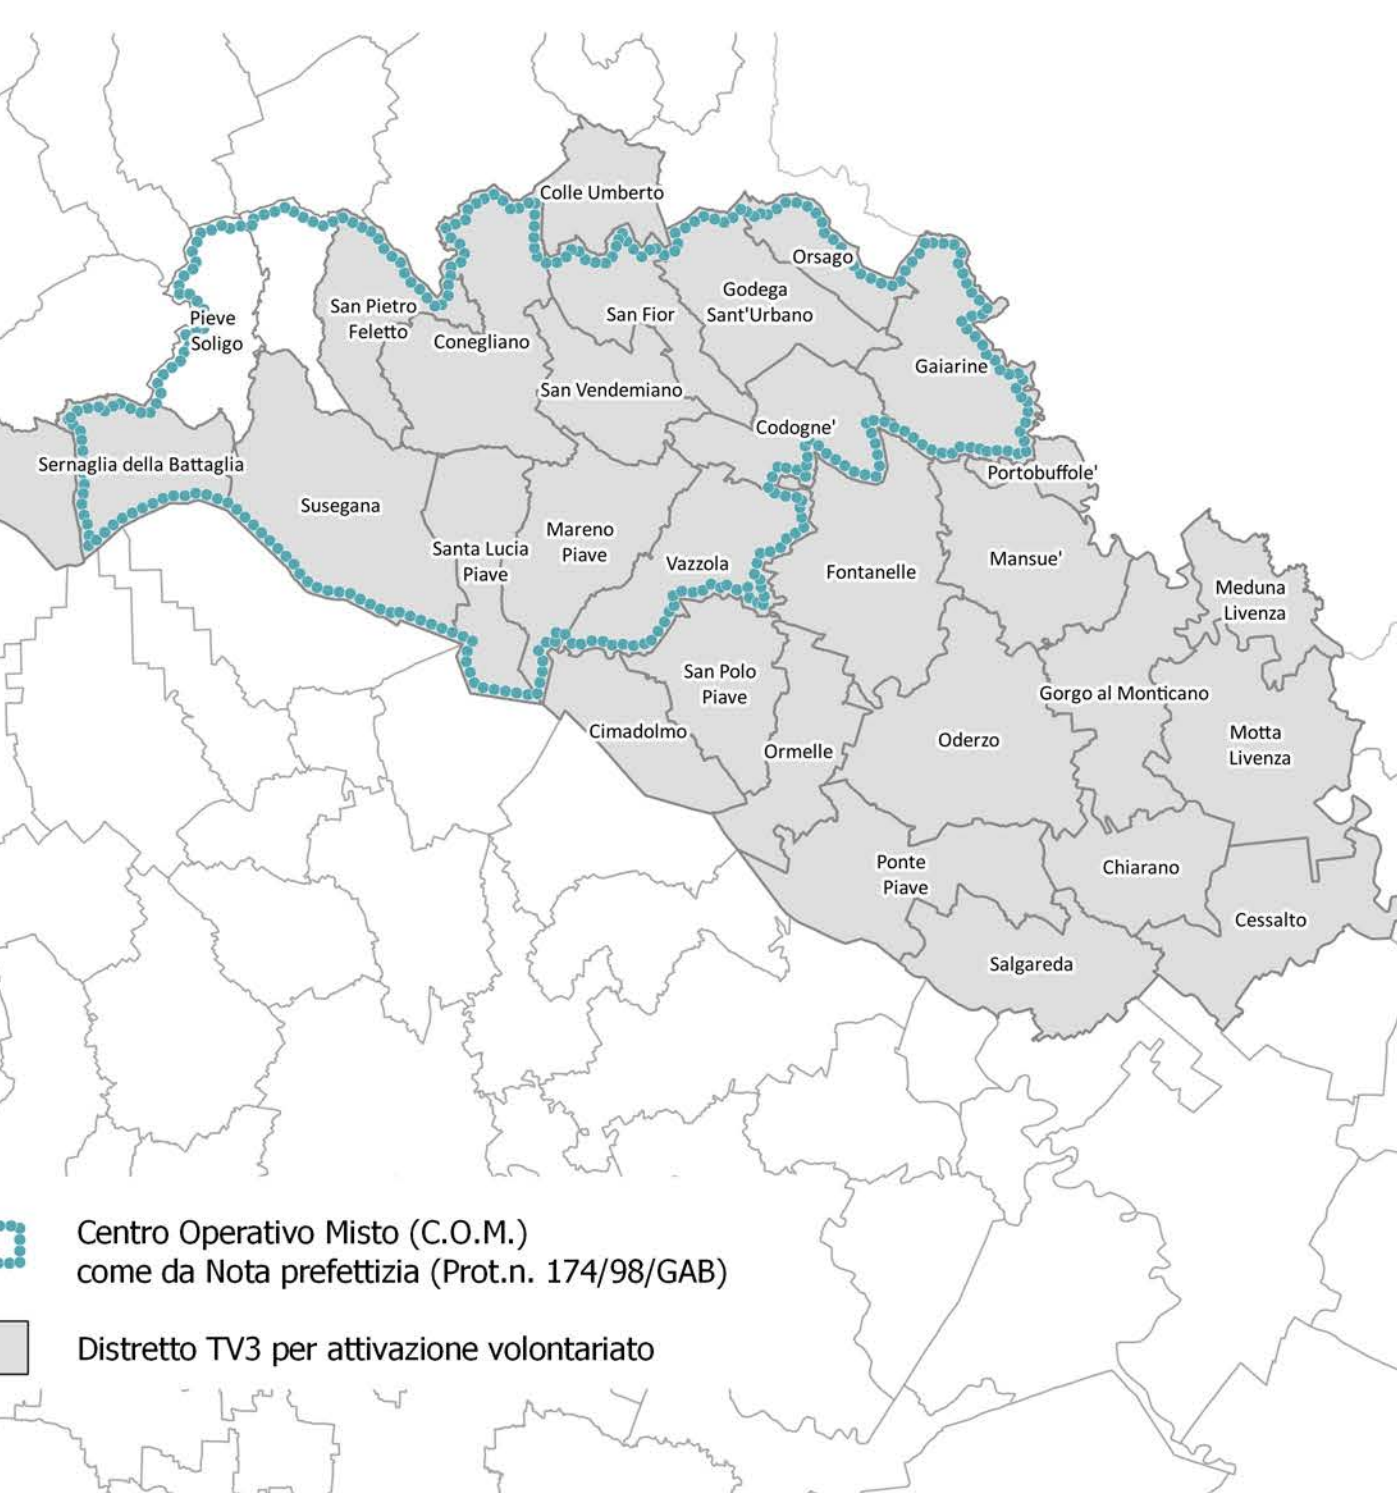 Colle Umberto
Orsago
Godega
Sant'Urbano
San Pietro
Feletto
Pieve
Soligo
San Fior
Conegliano
Gaiarine
San Vendemiano
Codogne'
Sernaglia della Battaglia
Portobuffole'
Susegana
Mareno
Piave
Santa Lucia
Piave
Vazzola
Fontanelle
Mansue'
Meduna
Livenza
San Polo
Piave
Gorgo al Monticano
Cimadolmo
Ormelle
Oderzo
Motta
Livenza
Ponte
Piave
Chiarano
Cessalto
Salgareda
Centro Operativo Misto (C.O.M.)
come da Nota prefettizia (Prot.n. 174/98/GAB)
Distretto TV3 per attivazione volontariato